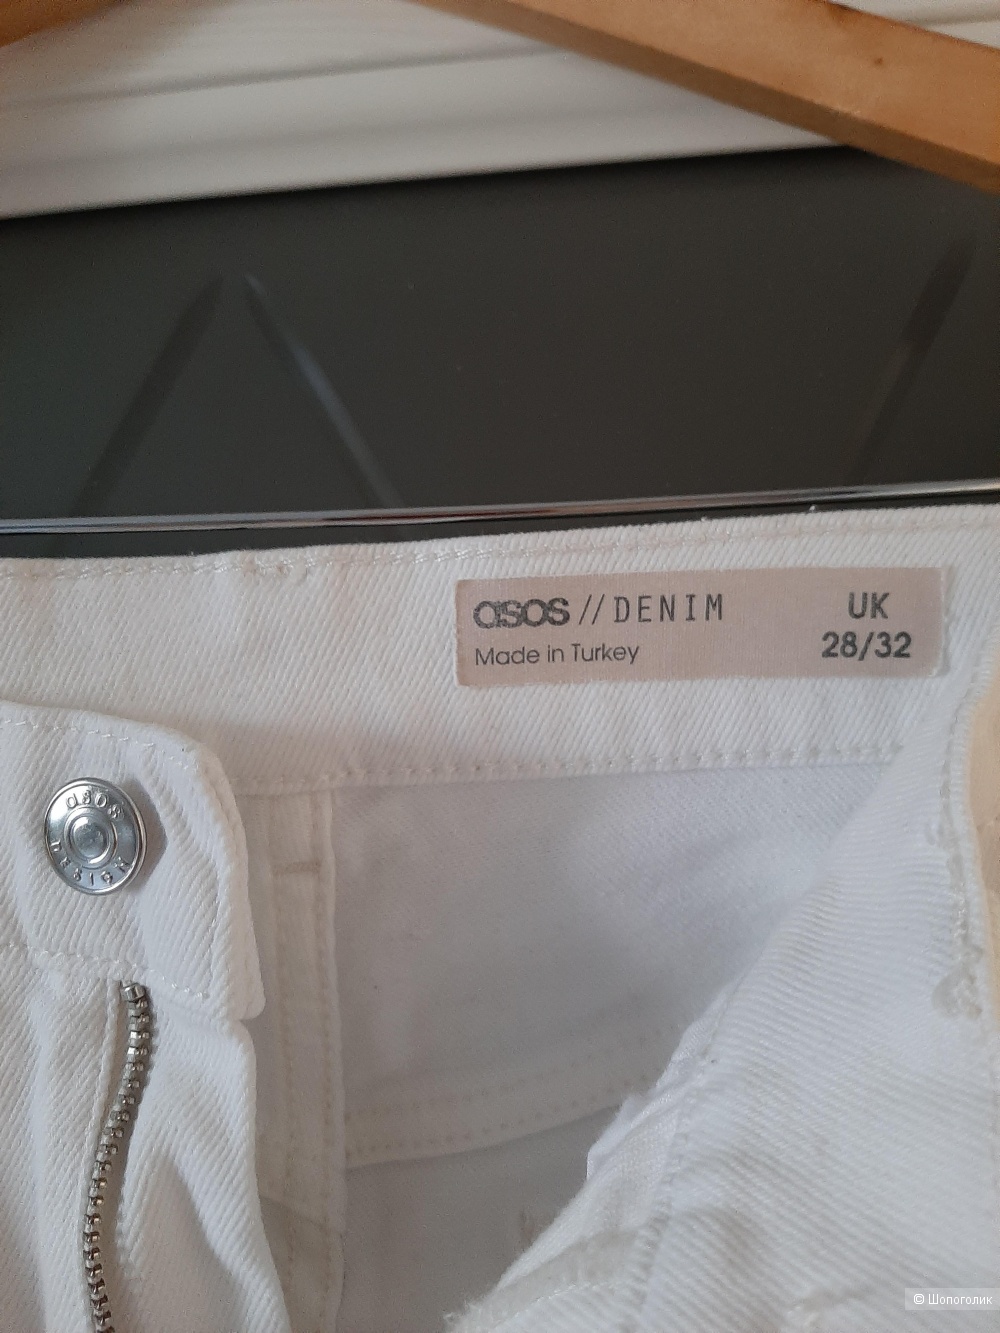 asos // DENIM
Made in Turkey
UK
28/32
asos
DESIGN
© Шопоголик